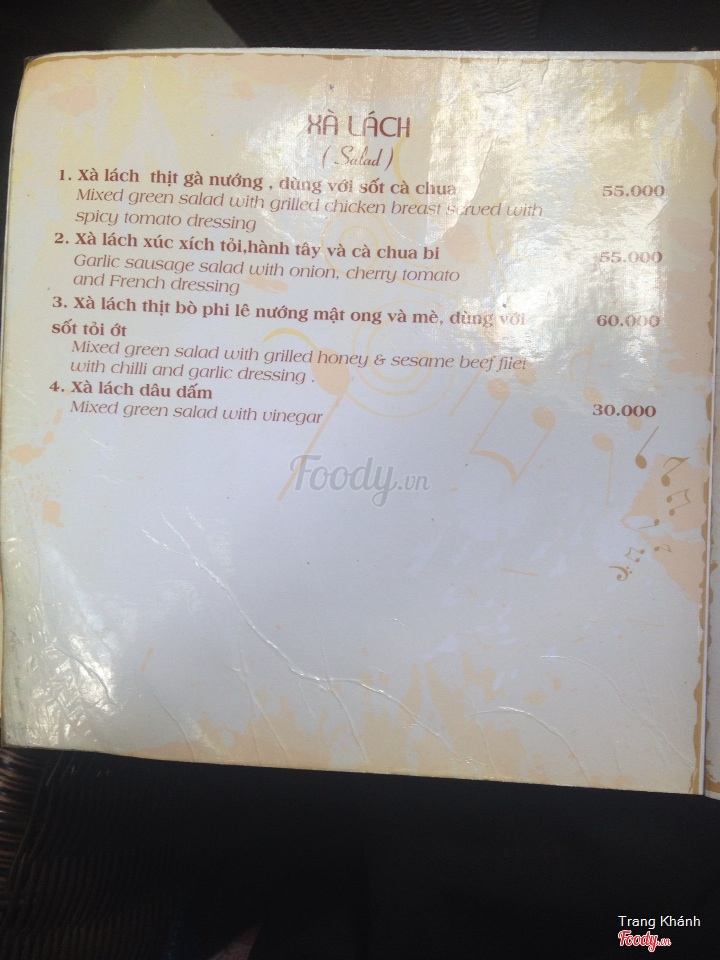 XÀ LÁCH
(Salad)
1. Xà lách thịt gà nướng , dùng với sốt cà chua 55.000
Mixed green salad with grilled chicken breast served with
spicy tomato dressing
2. Xà lách xúc xích tỏi,hành tây và cà chua bi 55.000
Garlic sausage salad with onion, cherry tomato
and French dressing
3. Xà lách thịt bò phi lê nướng mật ong và mè, dùng với 60.000
sốt tỏi ớt
Mixed green salad with grilled honey & sesame beef filet
with chilli and garlic dressing .
4. Xà lách dâu dấm 30.000
Mixed green salad with vinegar
Foody.vn
Trang Khánh
Foody.vn